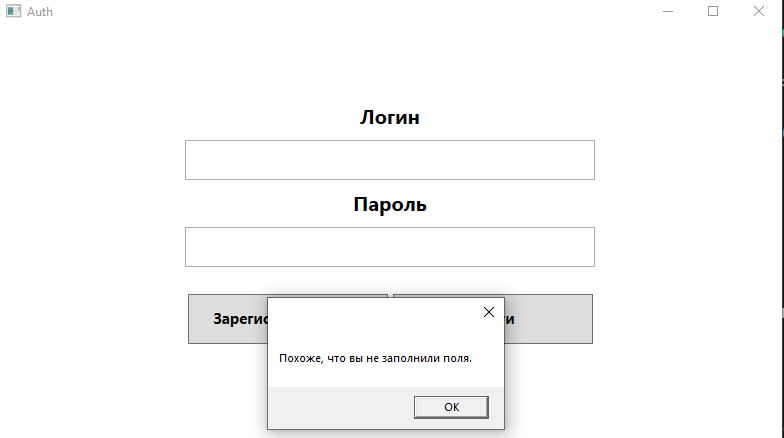 Auth
Логин
Пароль
Похоже, что вы не заполнили поля.
OK